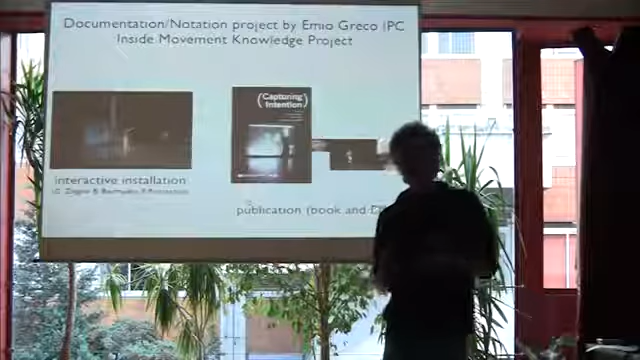 Documentation/Notation project by Emio Greco |PC
Inside Movement Knowledge Project
(Capturing
Intention)
interactive installation
publication (book and